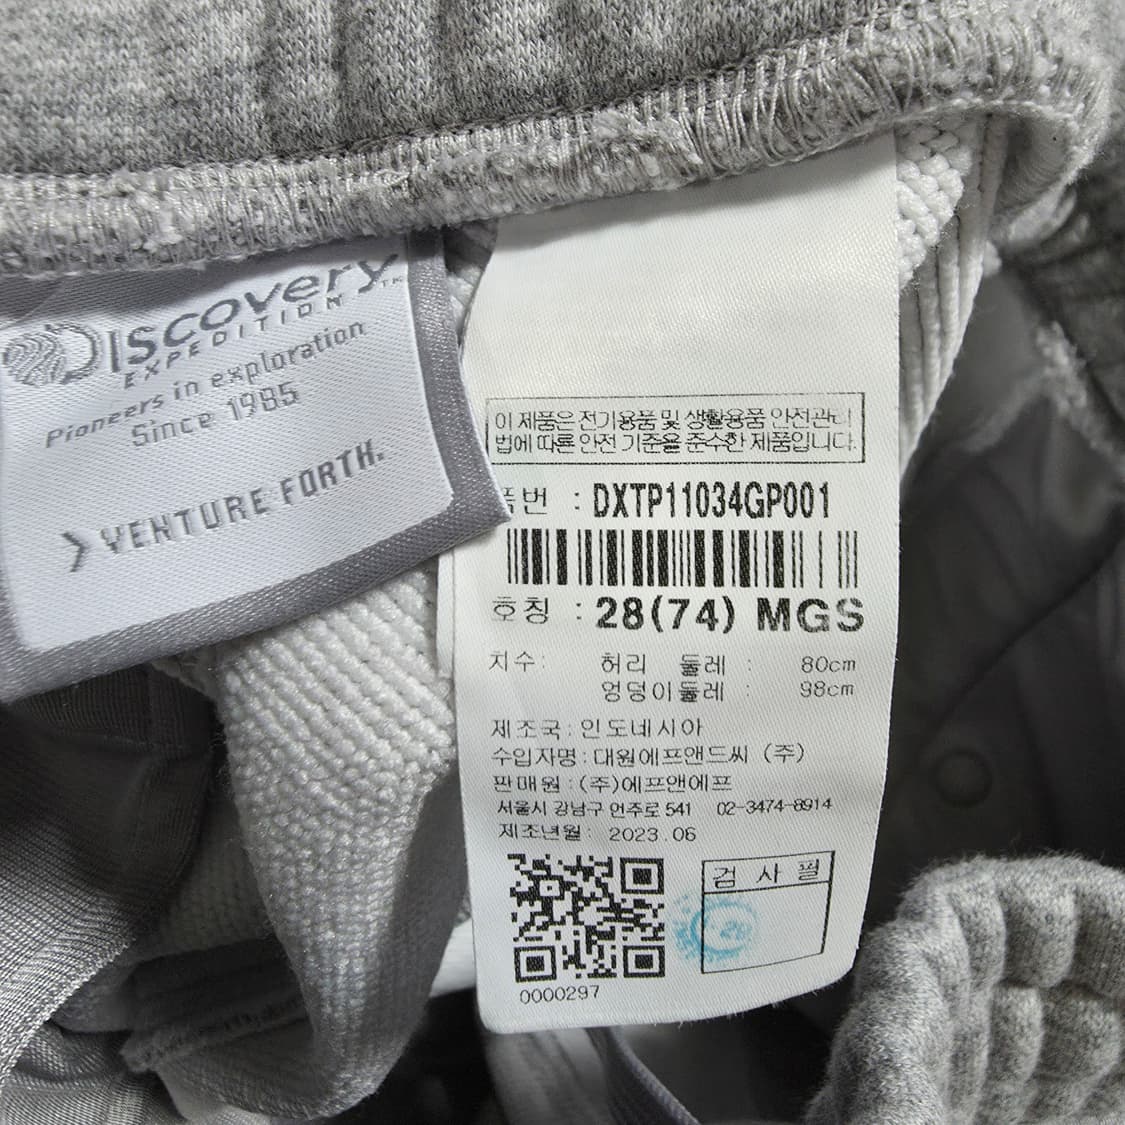 DISCOVERY™
EXPEDITION
Pioneers in exploration
Since 1985
VENTURE FORTH.
이 제품은 전기용품 및 생활용품 안전관리
법에 따른 안전 기준을 준수한 제품입니다.
품번 : DXTP11034GP001
호칭 : 28(74) MGS
치수: 허리 둘레 : 80cm
엉덩이둘레 : 98cm
제조국: 인도네시아
수입자명: 대원에프앤드씨 (주)
판매원: (주)에프앤에프
서울시 강남구 언주로 541 02-3474-8914
제조년월: 2023.06
검 사 필
26
0000297